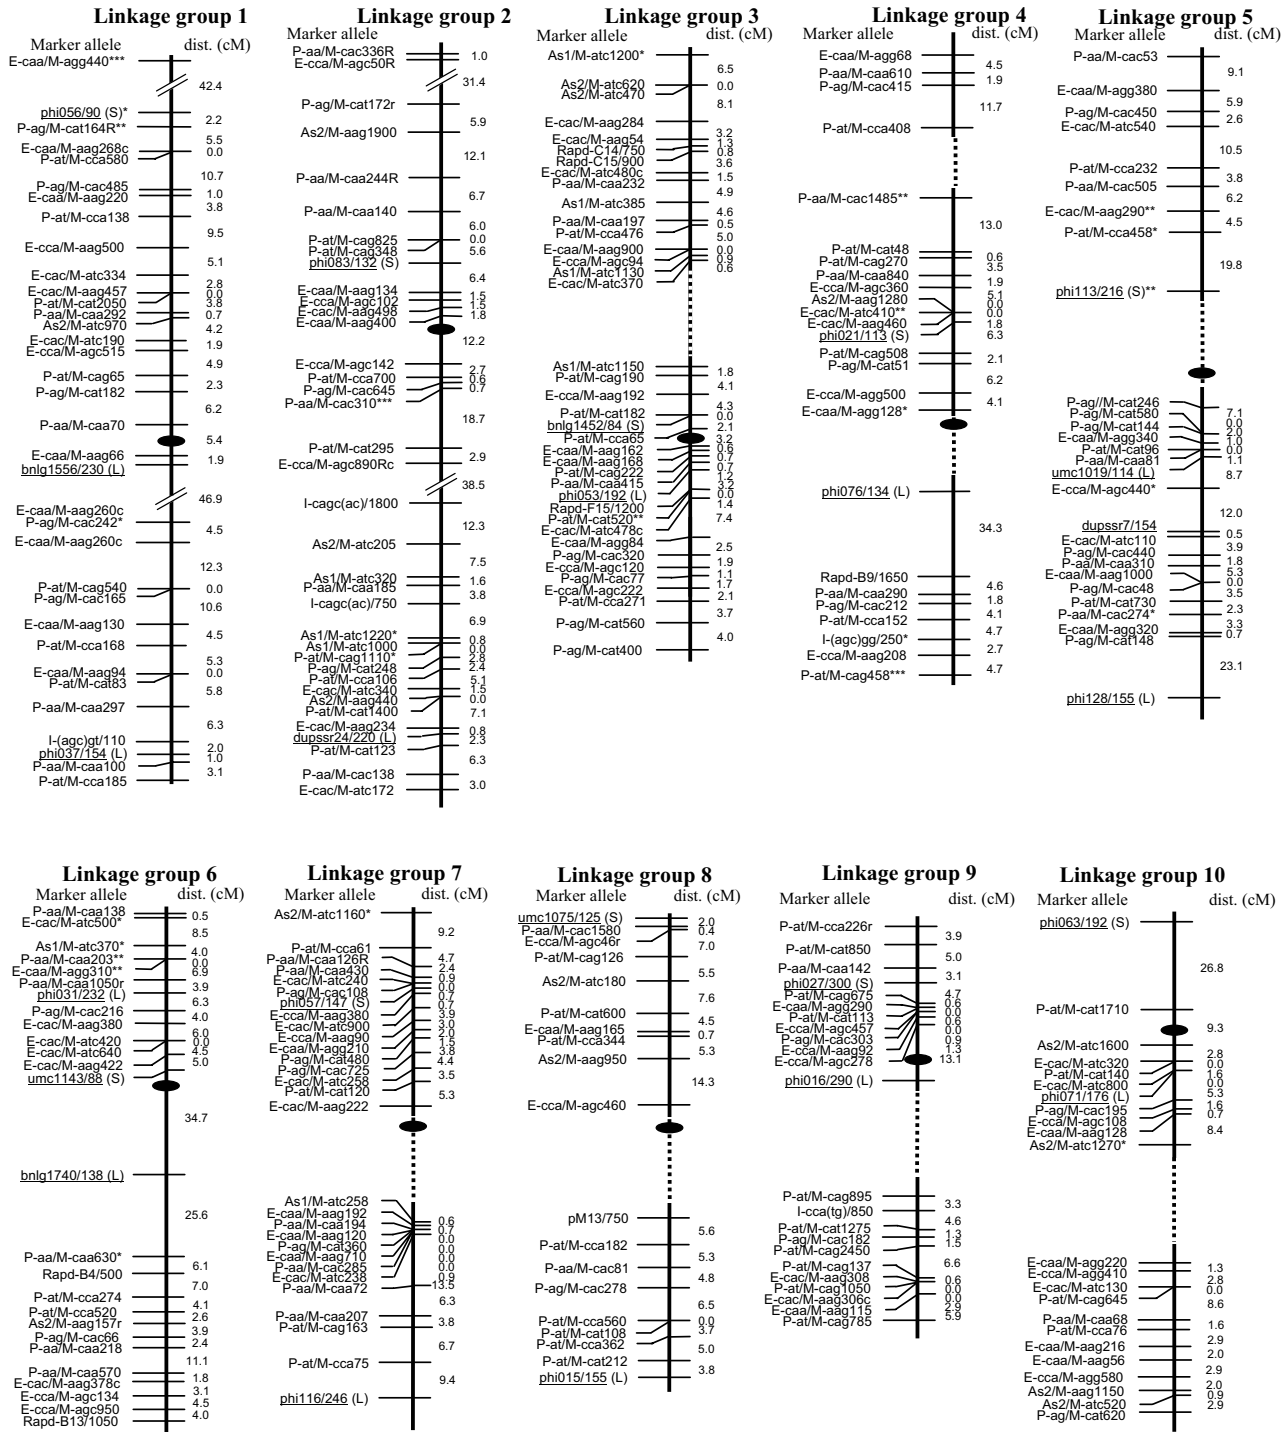 Linkage group 1
Marker allele dist. (cM)
E-caa/M-agg440***
42.4
phi056/90 (S)*
2.2
P-ag/M-cat164R**
5.5
E-caa/M-aag268c
0.0
P-at/M-cca580
10.7
P-ag/M-cac485
1.0
E-caa/M-aag220
3.8
P-at/M-cca138
9.5
E-cca/M-aag500
5.1
E-cac/M-atc334
2.8
E-cac/M-aag457
0.0
P-at/M-cat2050
3.8
P-aa/M-caa292
0.7
As2/M-atc970
4.2
E-cac/M-atc190
1.9
E-cca/M-agc515
4.9
P-at/M-cag65
2.3
P-ag/M-cat182
6.2
P-aa/M-caa70
5.4
E-caa/M-aag66
1.9
bnlg1556/230 (L)
46.9
E-caa/M-aag260c
P-ag/M-cac242*
4.5
E-caa/M-aag260c
12.3
P-at/M-cag540
0.0
P-ag/M-cac165
10.6
E-caa/M-aag130
4.5
P-at/M-cca168
5.3
E-caa/M-aag94
0.0
P-at/M-cat83
5.8
P-aa/M-caa297
6.3
I-(agc)gt/110
2.0
phi037/154 (L)
1.0
P-aa/M-caa100
3.1
P-at/M-cca185
Linkage group 2
Marker allele dist. (cM)
P-aa/M-cac336R
1.0
E-cca/M-agc50R
31.4
P-ag/M-cat172r
5.9
As2/M-aag1900
12.1
P-aa/M-caa244R
6.7
P-aa/M-caa140
6.0
P-at/M-cag825
0.0
P-at/M-cag348
5.6
phi083/132 (S)
6.4
E-caa/M-aag134
1.5
E-cca/M-agc102
1.5
E-cac/M-aag498
1.8
E-caa/M-aag400
12.2
E-cca/M-agc142
2.7
P-at/M-cca700
0.6
P-ag/M-cac645
0.7
P-aa/M-cac310***
18.7
P-at/M-cat295
2.9
E-cca/M-agc890Rc
38.5
I-cagc(ac)/1800
12.3
As2/M-atc205
7.5
As1/M-atc320
1.6
P-aa/M-caa185
3.8
I-cagc(ac)/750
6.9
As1/M-atc1220*
0.8
As1/M-atc1000
0.0
P-at/M-cag1110*
2.8
P-ag/M-cat248
2.4
P-at/M-cca106
5.1
E-cac/M-atc340
1.5
As2/M-aag440
0.0
P-at/M-cat1400
7.1
E-cac/M-aag234
0.8
dupssr24/220 (L)
2.3
P-at/M-cat123
6.3
P-aa/M-cac138
3.0
E-cac/M-atc172
Linkage group 3
Marker allele dist. (cM)
As1/M-atc1200*
6.5
As2/M-atc620
0.0
As2/M-atc470
8.1
E-cac/M-aag284
3.2
E-cac/M-aag54
1.3
Rapd-C14/750
0.8
Rapd-C15/900
3.6
E-cac/M-atc480c
1.5
P-aa/M-caa232
4.9
As1/M-atc385
4.6
P-aa/M-caa197
0.5
P-at/M-cca476
5.0
E-caa/M-aag900
0.0
E-cca/M-agc94
0.9
As1/M-atc1130
0.6
E-cac/M-atc370
As1/M-atc1150
1.8
P-at/M-cag190
4.1
E-cca/M-aag192
4.3
P-at/M-cat182
0.0
bnlg1452/84 (S)
2.1
P-at/M-cca65
3.2
E-caa/M-aag162
0.6
E-caa/M-aag168
0.7
P-at/M-cag222
0.7
P-aa/M-caa415
1.2
phi053/192 (L)
3.2
Rapd-F15/1200
0.0
P-at/M-cat520**
1.4
E-cac/M-atc478c
7.4
E-caa/M-agg84
2.5
P-ag/M-cac320
1.9
E-cca/M-agc120
1.1
P-ag/M-cac77
1.7
E-cca/M-agc222
2.1
P-at/M-cca271
3.7
P-ag/M-cat560
4.0
P-ag/M-cat400
Linkage group 4
Marker allele dist. (cM)
E-caa/M-agg68
4.5
P-aa/M-caa610
1.9
P-ag/M-cac415
11.7
P-at/M-cca408
P-aa/M-cac1485**
13.0
P-at/M-cat48
0.6
P-at/M-cag270
3.5
P-aa/M-caa840
1.9
E-cca/M-agc360
5.1
As2/M-aag1280
0.0
E-cac/M-atc410**
0.0
E-cac/M-aag460
1.8
phi021/113 (S)
6.3
P-at/M-cag508
2.1
P-ag/M-cat51
6.2
E-cca/M-agg500
4.1
E-caa/M-agg128*
phi076/134 (L)
34.3
Rapd-B9/1650
4.6
P-aa/M-caa290
1.8
P-ag/M-cac212
4.1
P-at/M-cca152
4.7
I-(agc)gg/250*
2.7
E-cca/M-aag208
4.7
P-at/M-cag458***
Linkage group 5
Marker allele dist. (cM)
P-aa/M-cac53
9.1
E-caa/M-agg380
5.9
P-ag/M-cac450
2.6
E-cac/M-atc540
10.5
P-at/M-cca232
3.8
P-aa/M-cac505
6.2
E-cac/M-aag290**
4.5
P-at/M-cca458*
19.8
phi113/216 (S)**
P-ag//M-cat246
7.1
P-ag/M-cat580
0.0
P-ag/M-cat144
2.0
E-caa/M-agg340
1.0
P-at/M-cat96
0.0
P-aa/M-caa81
1.1
umc1019/114 (L)
8.7
E-cca/M-agc440*
12.0
dupssr7/154
0.5
E-cac/M-atc110
3.9
P-ag/M-cac440
1.8
P-aa/M-caa310
5.3
E-caa/M-aag1000
0.0
P-ag/M-cac48
3.5
P-at/M-cat730
2.3
P-aa/M-cac274*
3.3
E-caa/M-agg320
0.7
P-ag/M-cat148
23.1
phi128/155 (L)
Linkage group 6
Marker allele dist. (cM)
P-aa/M-caa138
0.5
E-cac/M-atc500*
8.5
As1/M-atc370*
4.0
P-aa/M-caa203**
0.0
E-caa/M-agg310**
6.9
P-aa/M-caa1050r
3.9
phi031/232 (L)
6.3
P-ag/M-cac216
4.0
E-cac/M-aag380
6.0
E-cac/M-atc420
0.0
E-cac/M-atc640
4.5
E-caa/M-aag422
5.0
umc1143/88 (S)
34.7
bnlg1740/138 (L)
25.6
P-aa/M-caa630*
6.1
Rapd-B4/500
7.0
P-at/M-cca274
4.1
P-at/M-cca520
2.6
As2/M-aag157r
3.9
P-ag/M-cac66
2.4
P-aa/M-caa218
11.1
P-aa/M-caa570
1.8
E-cac/M-aag378c
3.1
E-cca/M-agc134
4.5
E-cca/M-agc950
4.0
Rapd-B13/1050
Linkage group 7
Marker allele dist. (cM)
As2/M-atc1160*
9.2
P-at/M-cca61
4.7
P-aa/M-caa126R
2.4
P-aa/M-caa430
0.9
E-cac/M-atc240
0.0
P-ag/M-cac108
0.7
phi057/147 (S)
0.7
E-cca/M-aag380
3.9
E-cac/M-atc900
3.0
E-cca/M-aag90
2.0
E-caa/M-agg210
1.5
P-ag/M-cat480
3.8
P-ag/M-cac725
4.4
E-cac/M-atc258
3.5
P-at/M-cat120
5.3
E-cac/M-aag222
As1/M-atc258
E-caa/M-aag192
0.6
P-aa/M-caa194
0.7
E-caa/M-aag120
0.0
P-ag/M-cat360
0.0
E-caa/M-aag710
0.0
P-aa/M-cac285
0.0
E-cac/M-atc238
0.9
P-aa/M-caa72
13.5
6.3
P-aa/M-caa207
3.8
P-at/M-cag163
6.7
P-at/M-cca75
9.4
phi116/246 (L)
Linkage group 8
Marker allele dist. (cM)
umc1075/125 (S)
2.0
P-aa/M-cac1580
0.4
E-cca/M-agc46r
7.0
P-at/M-cag126
5.5
As2/M-atc180
7.6
P-at/M-cat600
4.5
E-caa/M-aag165
0.7
P-at/M-cca344
5.3
As2/M-aag950
14.3
E-cca/M-agc460
pM13/750
5.6
P-at/M-cca182
5.3
P-aa/M-cac81
4.8
P-ag/M-cac278
6.5
P-at/M-cca560
0.0
P-at/M-cat108
3.7
P-at/M-cca362
5.0
P-at/M-cat212
3.8
phi015/155 (L)
Linkage group 9
Marker allele dist. (cM)
P-at/M-cca226r
3.9
P-at/M-cat850
5.0
P-aa/M-caa142
3.1
phi027/300 (S)
4.7
P-at/M-cag675
0.6
E-caa/M-agg290
0.0
P-at/M-cat113
0.6
E-cca/M-agc457
0.0
P-ag/M-cac303
0.9
E-cca/M-aag92
1.3
E-cca/M-agc278
13.1
phi016/290 (L)
P-at/M-cag895
3.3
I-cca(tg)/850
4.6
P-at/M-cat1275
1.3
P-ag/M-cac182
1.5
P-at/M-cag2450
6.6
P-at/M-cag137
0.6
E-cac/M-aag308
0.0
P-at/M-cag1050
0.0
E-cac/M-aag306c
2.9
E-caa/M-aag115
5.9
P-at/M-cag785
Linkage group 10
Marker allele dist. (cM)
phi063/192 (S)
26.8
P-at/M-cat1710
9.3
As2/M-atc1600
2.8
E-cac/M-atc320
0.0
P-at/M-cat140
1.6
E-cac/M-atc800
0.0
phi071/176 (L)
5.3
P-ag/M-cac195
1.6
E-cca/M-agc108
0.7
E-caa/M-aag128
8.4
As2/M-atc1270*
E-caa/M-agg220
1.3
E-cca/M-agg410
2.8
E-cac/M-atc130
0.0
P-at/M-cag645
8.6
P-aa/M-caa68
1.6
P-at/M-cca76
2.9
E-caa/M-aag216
2.0
E-caa/M-aag56
2.9
E-cca/M-agg580
2.0
As2/M-aag1150
0.9
As2/M-atc520
2.9
P-ag/M-cat620